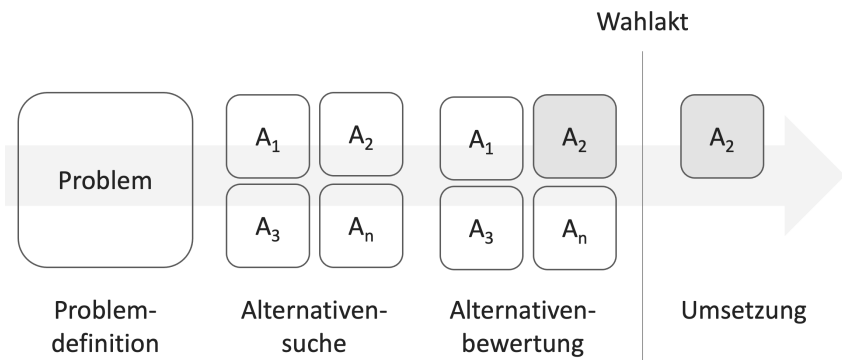 Wahlakt
Problem
A₁ A₂
A₃ Aₙ
A₁ A₂
A₃ Aₙ
A₂
Problem-
definition
Alternativen-
suche
Alternativen-
bewertung
Umsetzung